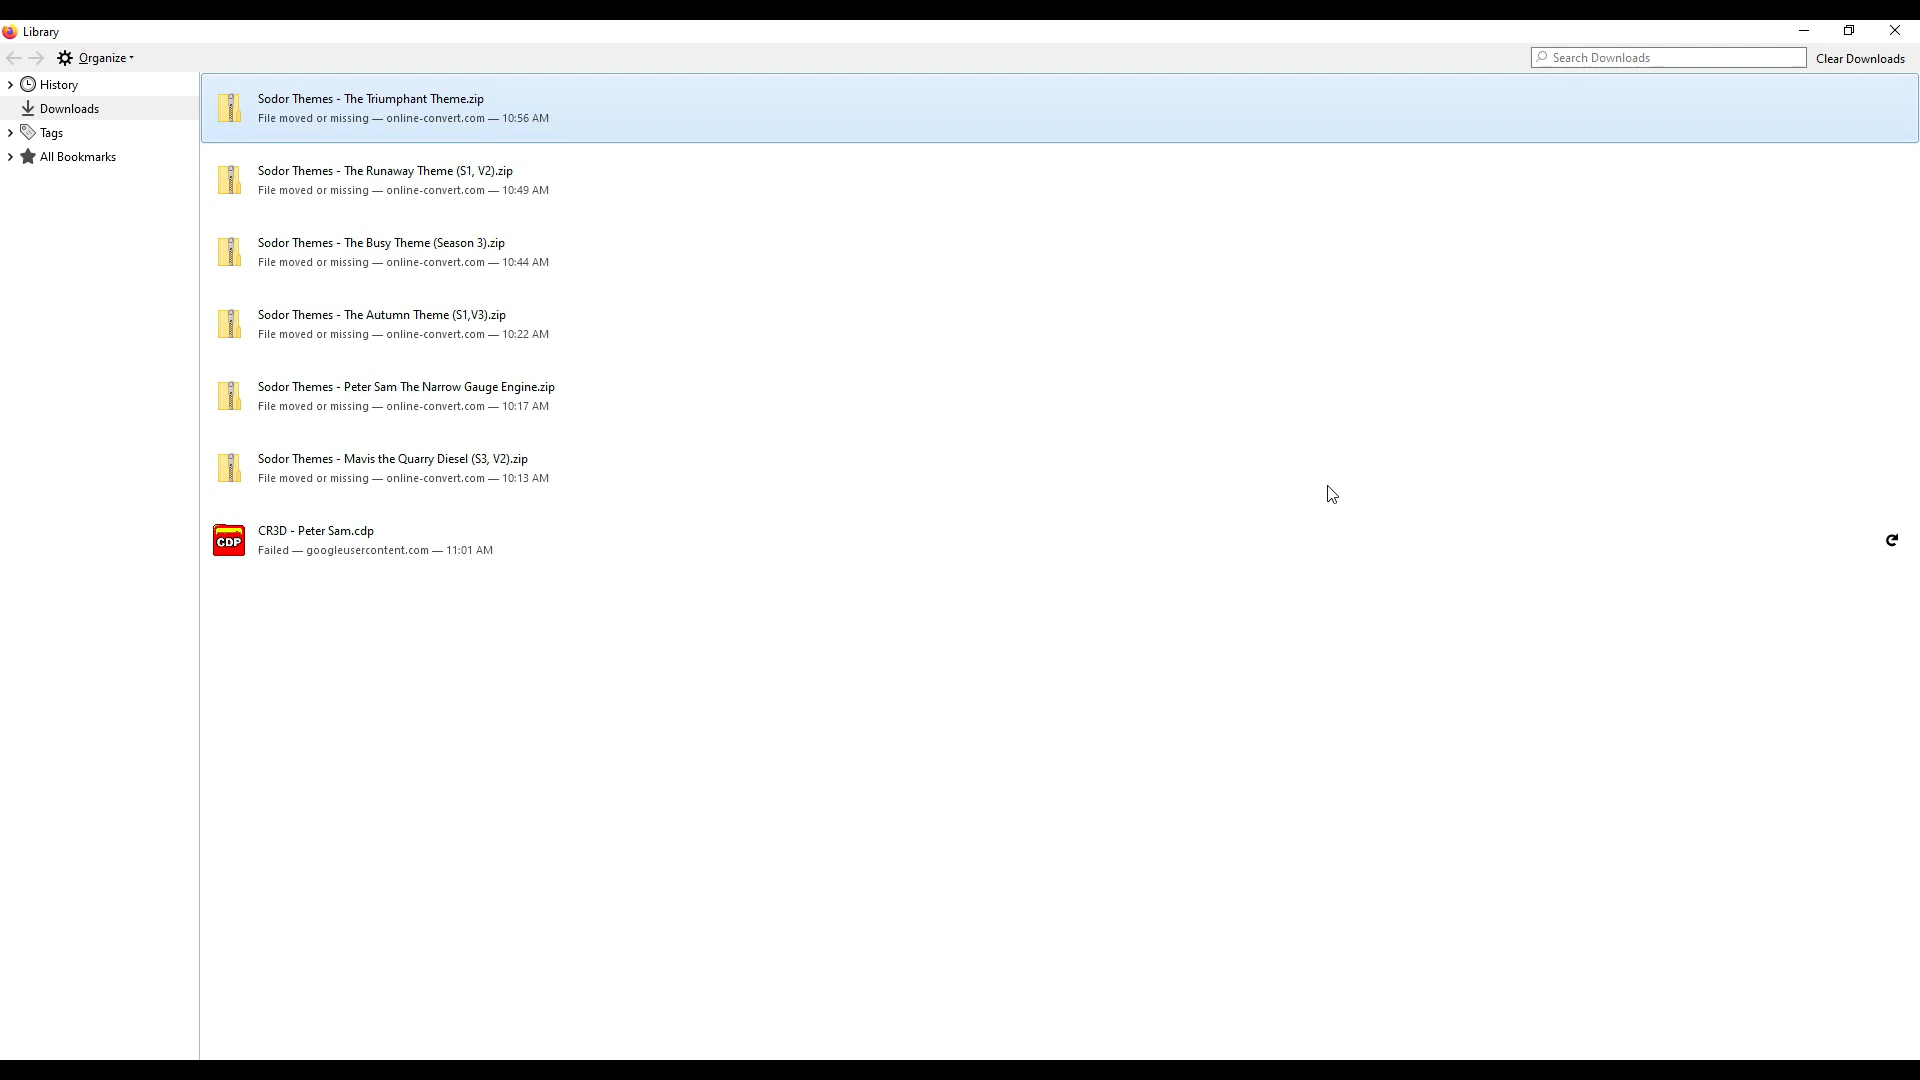 Library
Organize
Search Downloads
Clear Downloads
History
Downloads
Tags
All Bookmarks
Sodor Themes - The Triumphant Theme.zip
File moved or missing — online-convert.com — 10:56 AM
Sodor Themes - The Runaway Theme (S1, V2).zip
File moved or missing — online-convert.com — 10:49 AM
Sodor Themes - The Busy Theme (Season 3).zip
File moved or missing — online-convert.com — 10:44 AM
Sodor Themes - The Autumn Theme (S1,V3).zip
File moved or missing — online-convert.com — 10:22 AM
Sodor Themes - Peter Sam The Narrow Gauge Engine.zip
File moved or missing — online-convert.com — 10:17 AM
Sodor Themes - Mavis the Quarry Diesel (S3, V2).zip
File moved or missing — online-convert.com — 10:13 AM
CDP
CR3D - Peter Sam.cdp
Failed — googleusercontent.com — 11:01 AM